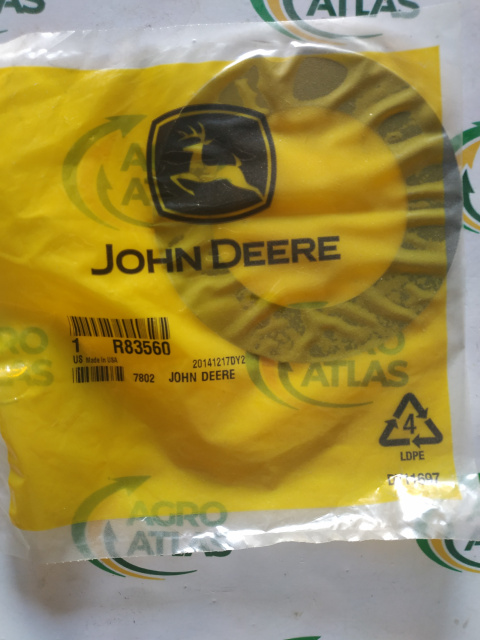 ATLAS
JOHN DEERE
1 R83560
US Made In USA
20141217DY2
7802 JOHN DEERE
AGRO
ATLAS
AGRO
ATLAS
AGRO
ATLAS
4
LDPE
AGRO
ATLAS